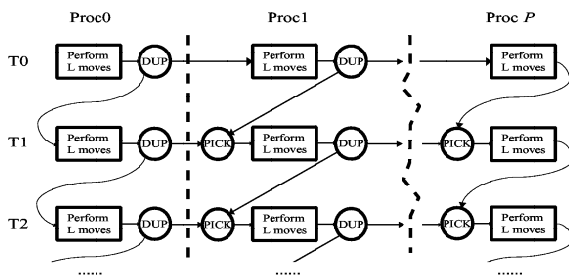 Proc0 Proc1 Proc P
T0 Perform L moves DUP Perform L moves DUP Perform L moves
T1 Perform L moves DUP PICK Perform L moves DUP PICK Perform L moves
T2 Perform L moves DUP PICK Perform L moves DUP PICK Perform L moves
...... ...... ......